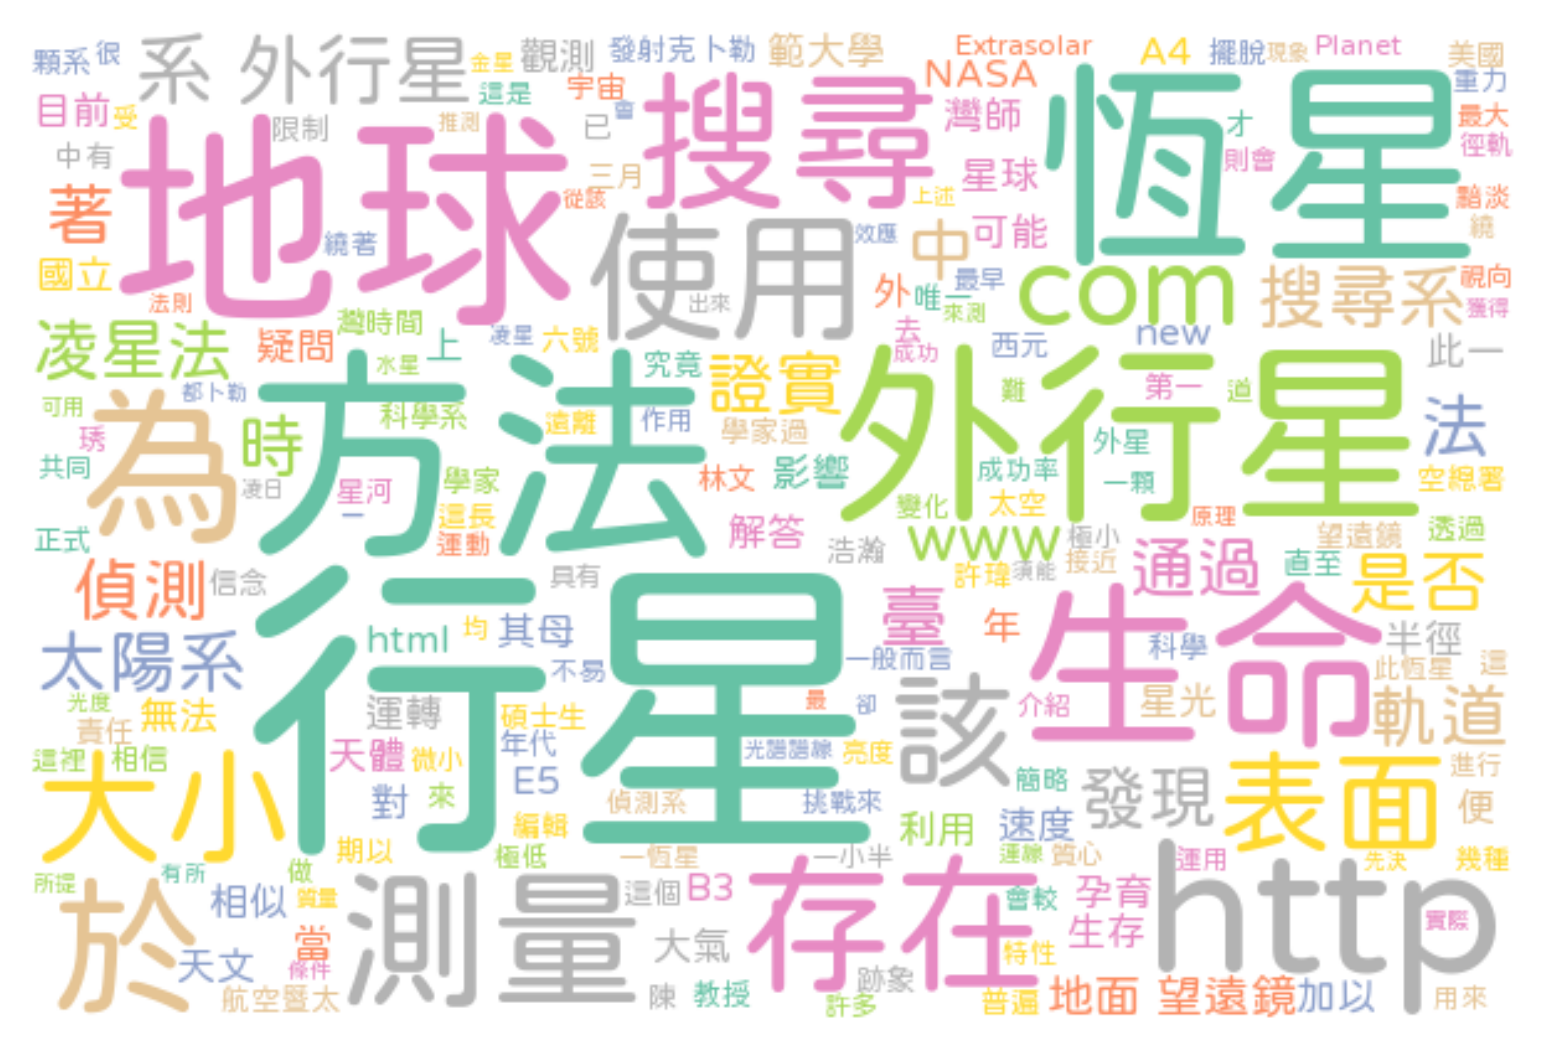 顆系 很 系 外行星 金星 觀測 發射克卜勒 範大學 Extrasolar A4 擺脫 現象 Planet 美國
目前 受 這是 宇宙 NASA 重力
地球 限制 推測 已 會 搜尋 灣師 恆星 才 最大
中有 三月 從該 星球 則會 徑軌
著 繞著 使用 效應 上述 中 可能 黯淡 繞
國立 法則 出來 外 唯一 最早 com 搜尋系 視向
凌星法 疑問 灣時間 上 凌星 六號 去 來測 西元 new 此一 獲得
可用 為 都卜勒 水星 方法 究竟 證實 成功 外行星 難 第一 道 法
琇 時 科學系 遠離 作用 學家過 外星
共同 凌日 星河 學家 林文 影響 成功率 一顆 空總署
正式 一 這長 運動 解答 浩瀚 變化 太空 www 極小 原理 望遠鏡 透過
偵測 信念 具有 許瑋 須能 接近 通過 直至 是否
太陽系 行星 html 均 其母 臺 年 生命 科學 半徑
光度 不易 一般而言 此恆星 這
責任 無法 運轉 碩士生 最 卻 該 介紹 星光 軌道
這裡 相信 天體 微小 年代 光譜譜線 亮度 進行
大小 對 來 E5 偵測系 挑戰來 簡略 發現 表面 便
期以 編輯 利用 速度
所提 有所 做 極低 一恆星 一小半 連線 質心 運用 先決 幾種
於 相似 質量 測量 這個 B3 存在 會較 孕育 http 實際
天文 當 條件 大氣 跡象 特性 生存
航空暨太 陳 教授 許多 普遍 地面 望遠鏡 加以 用來